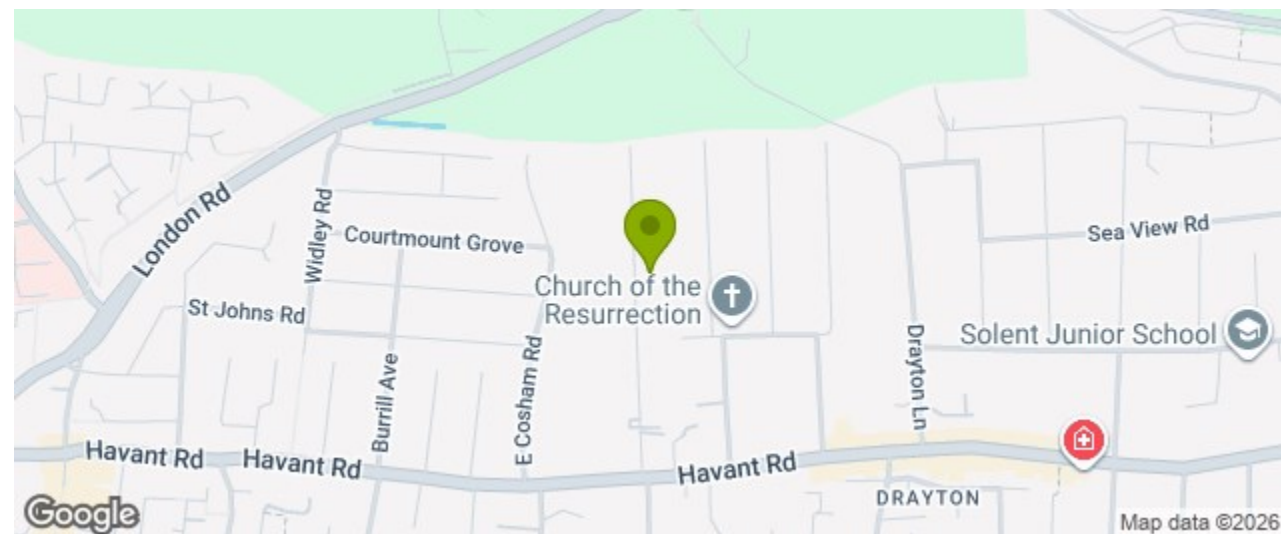 London Rd
Widley Rd
Courtmount Grove
Sea View Rd
Church of the
Resurrection
St Johns Rd
Solent Junior School
Burrill Ave
E Cosham Rd
Drayton Ln
Havant Rd
Havant Rd
Havant Rd
DRAYTON
Google
Map data ©2026